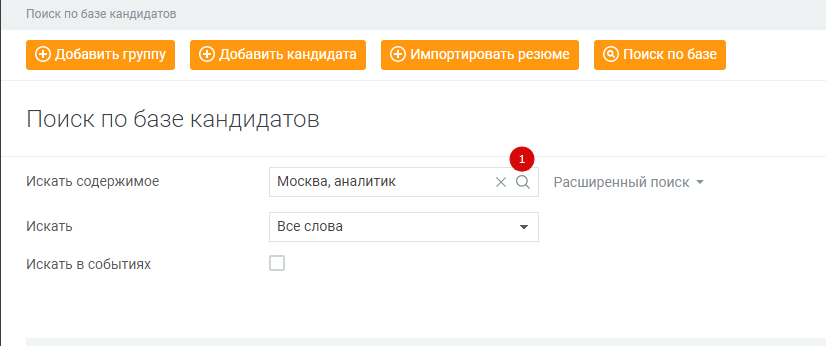 Поиск по базе кандидатов
Добавить группу Добавить кандидата Импортировать резюме Поиск по базе
Поиск по базе кандидатов
1
Искать содержимое Москва, аналитик Расширенный поиск
Искать Все слова
Искать в событиях